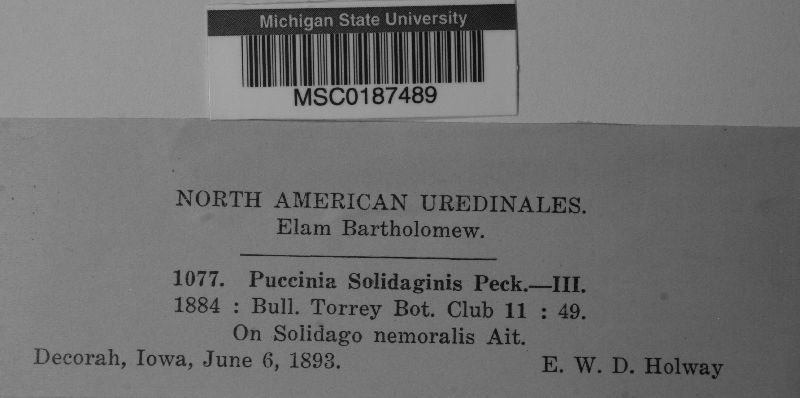 Michigan State University
MSC0187489
NORTH AMERICAN UREDINALES.
Elam Bartholomew.
1077. Puccinia Solidaginis Peck.—III.
1884 : Bull. Torrey Bot. Club 11 : 49.
On Solidago nemoralis Ait.
Decorah, Iowa, June 6, 1893. E. W. D. Holway